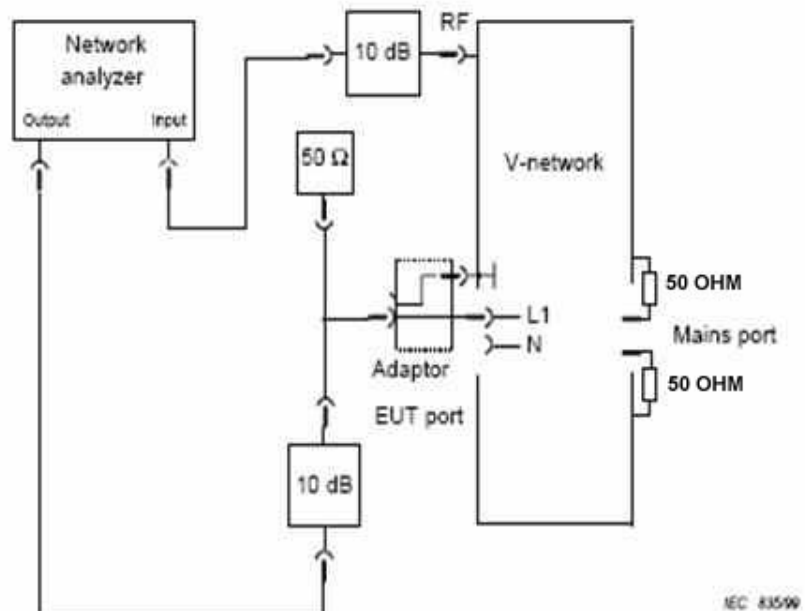 Network
analyzer
Output
Input
10 dB
RF
50 Ω
V-network
50 OHM
L1
Mains port
N
Adaptor
50 OHM
EUT port
10 dB
IEC 835/99